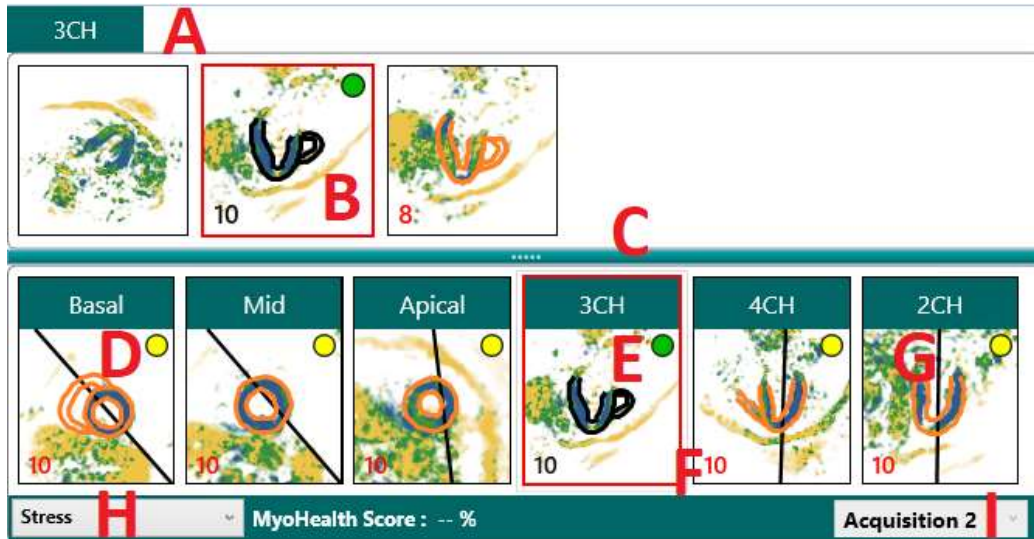 3CH A
10 B 8 C
Basal Mid Apical 3CH 4CH 2CH
D E G
10 10 10 10 F 10 10
Stress H MyoHealth Score : -- % Acquisition 2 I